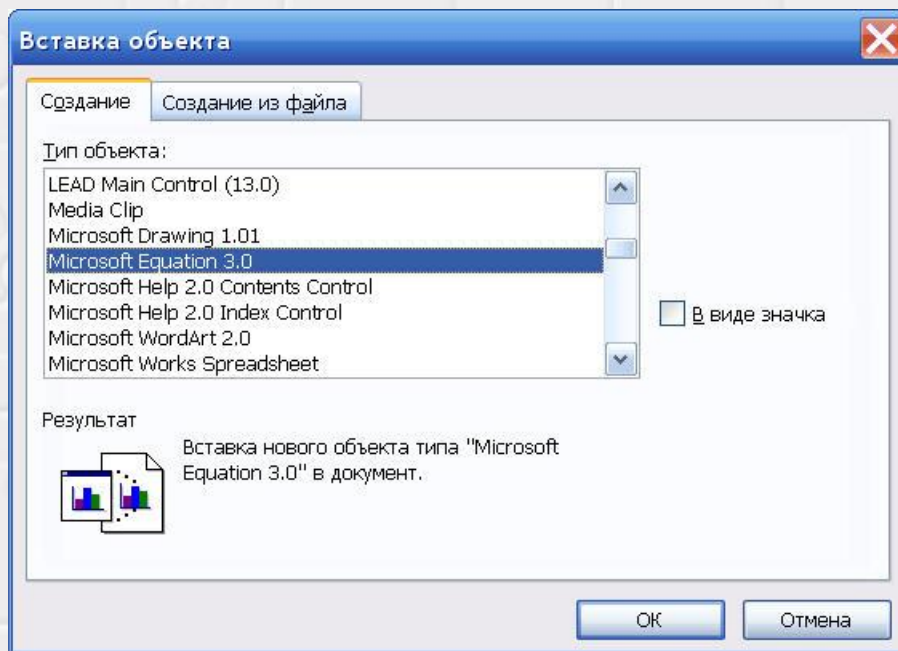 Вставка объекта
Создание
Создание из файла
Тип объекта:
LEAD Main Control (13.0)
Media Clip
Microsoft Drawing 1.01
Microsoft Equation 3.0
Microsoft Help 2.0 Contents Control
Microsoft Help 2.0 Index Control
Microsoft WordArt 2.0
Microsoft Works Spreadsheet
В виде значка
Результат
Вставка нового объекта типа "Microsoft
Equation 3.0" в документ.
ОК
Отмена